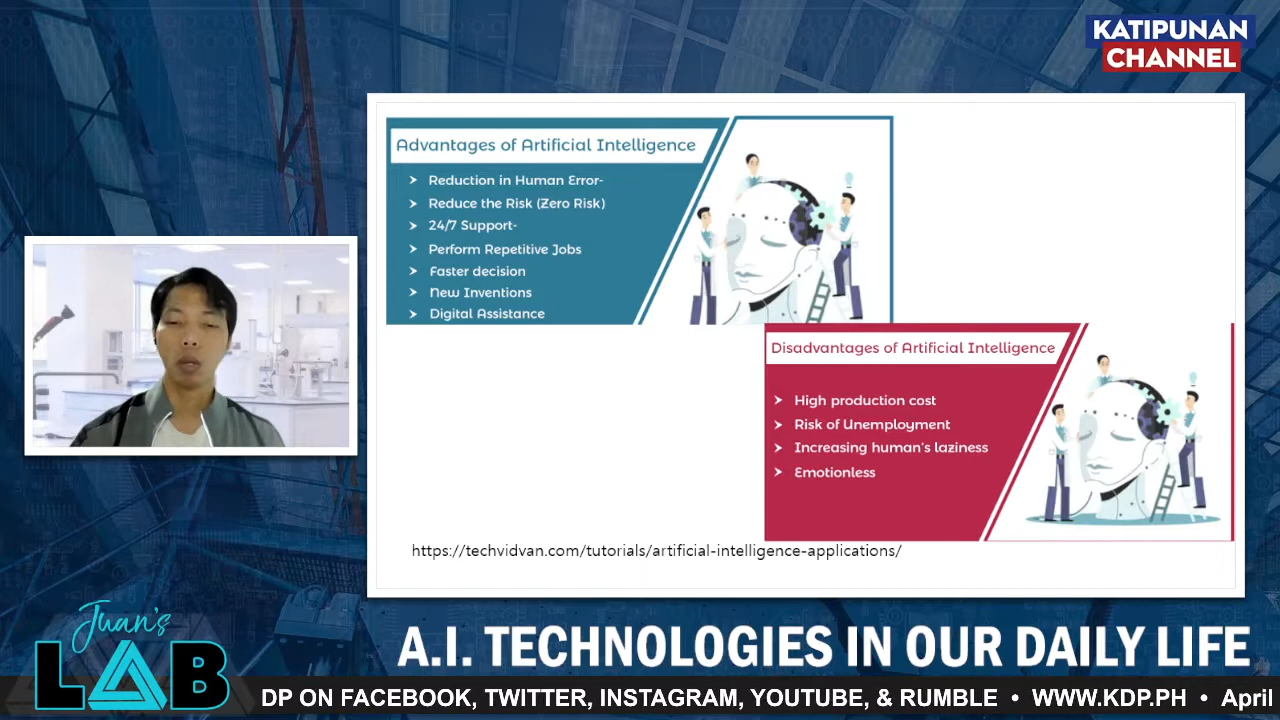 KATIPUNAN
CHANNEL
Advantages of Artificial Intelligence
Reduction in Human Error-
Reduce the Risk (Zero Risk)
24/7 Support-
Perform Repetitive Jobs
Faster decision
New Inventions
Digital Assistance
Disadvantages of Artificial Intelligence
High production cost
Risk of Unemployment
Increasing human's laziness
Emotionless
https://techvidvan.com/tutorials/artificial-intelligence-applications/
Juan's
LAB
A.I. TECHNOLOGIES IN OUR DAILY LIFE
DP ON FACEBOOK, TWITTER, INSTAGRAM, YOUTUBE, & RUMBLE • WWW.KDP.PH • April